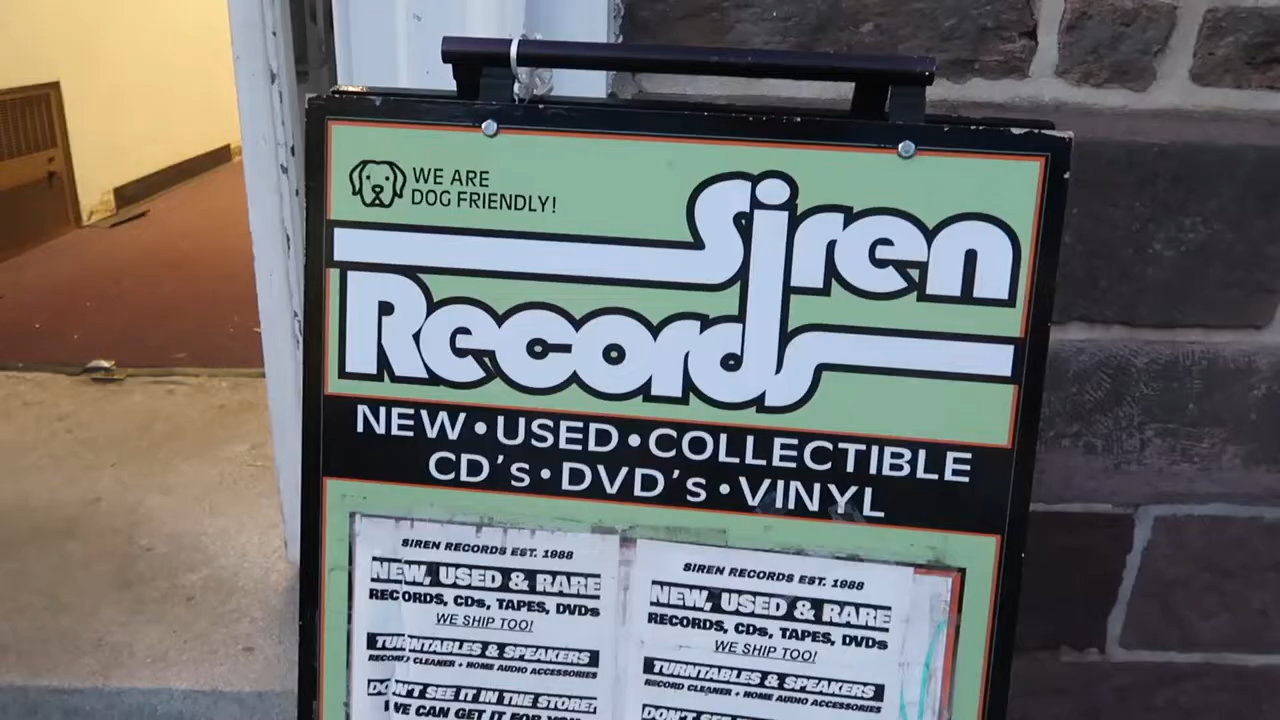 WE ARE
DOG FRIENDLY!
Siren
Records
NEW•USED•COLLECTIBLE
CD's•DVD's•VINYL
SIREN RECORDS EST. 1988
NEW, USED & RARE
RECORDS, CDs, TAPES, DVDs
WE SHIP TOO!
TURNTABLES & SPEAKERS
RECORD CLEANER + HOME AUDIO ACCESSORIES
DON'T SEE IT IN THE STORE?
WE CAN GET IT FOR
SIREN RECORDS EST. 1988
NEW, USED & RARE
RECORDS, CDs, TAPES, DVDs
WE SHIP TOO!
TURNTABLES & SPEAKERS
RECORD CLEANER + HOME AUDIO ACCESSORIES
DON'T SEE